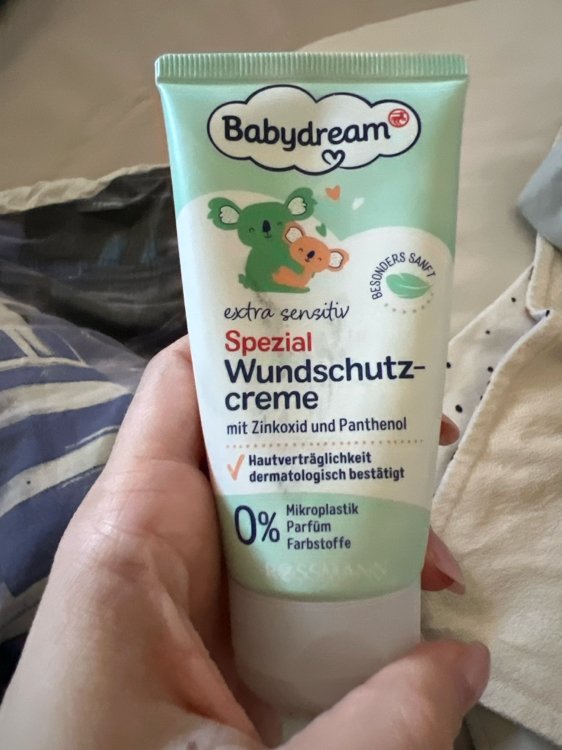 Babydream
BESONDERS SANFT
extra sensitiv
Spezial
Wundschutz-
creme
mit Zinkoxid und Panthenol
Hautverträglichkeit
dermatologisch bestätigt
0% Mikroplastik
Parfüm
Farbstoffe
ROSSMANN